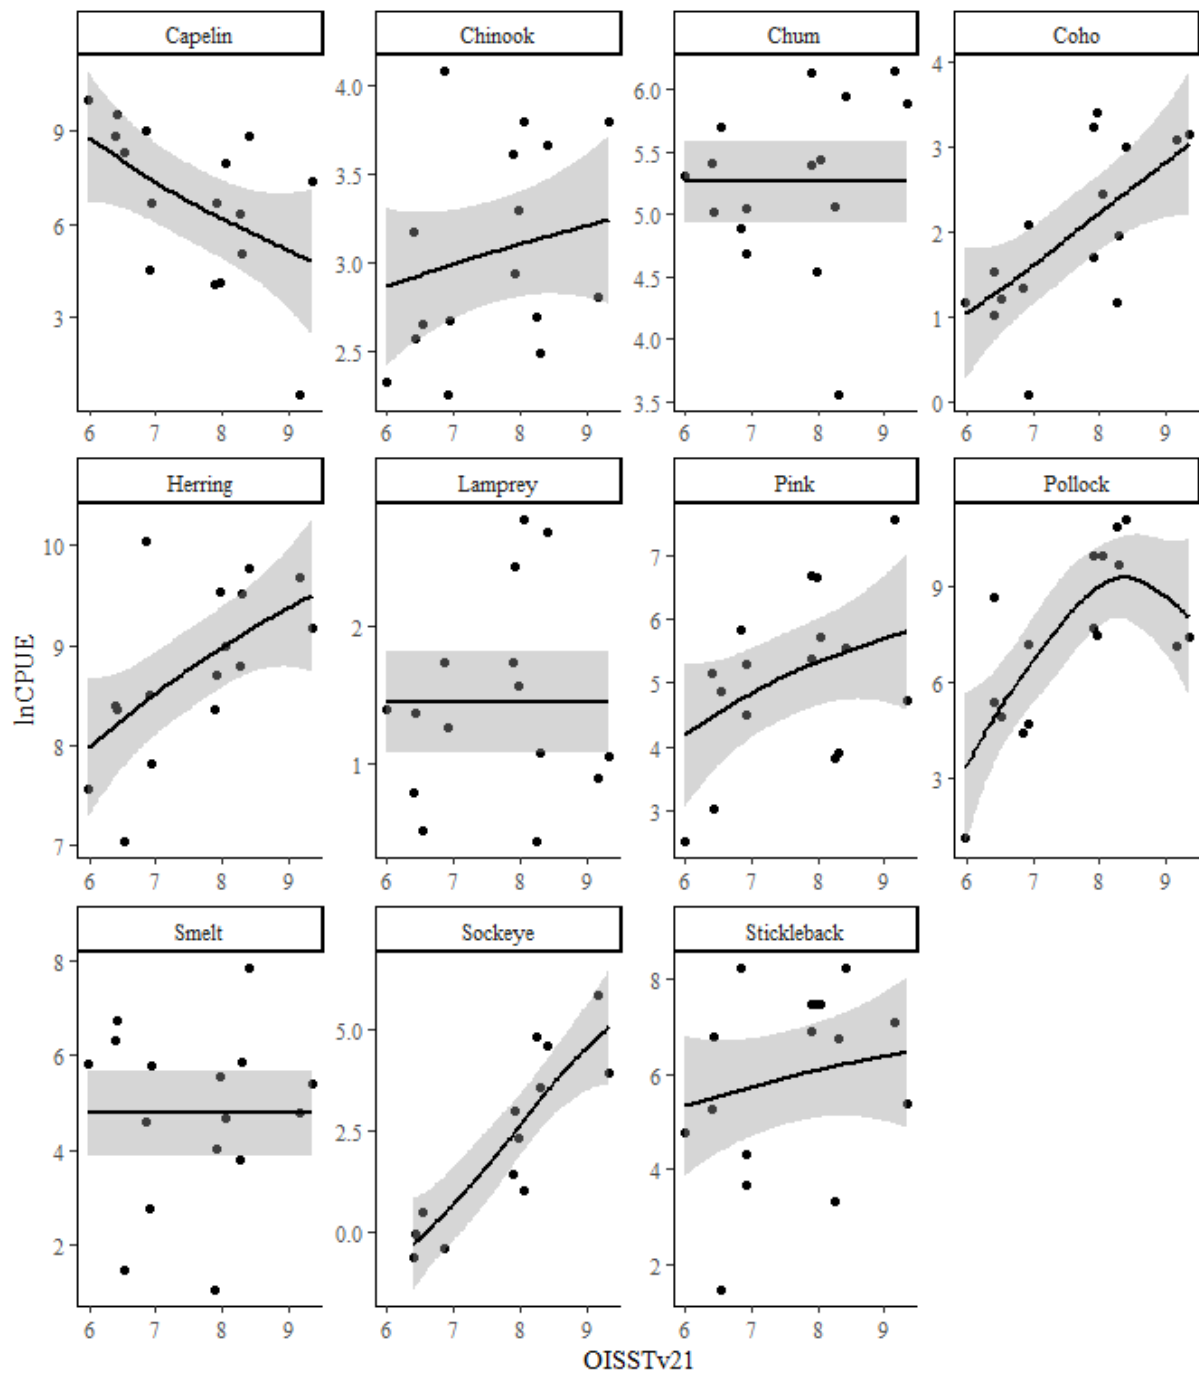 Capelin Chinook Chum Coho
9 6 3
4.0 3.5 3.0 2.5
6.0 5.5 5.0 4.5 4.0 3.5
4 3 2 1 0
6 7 8 9 6 7 8 9 6 7 8 9 6 7 8 9
Herring Lamprey Pink Pollock
lnCPUE
10 9 8 7
2 1
7 6 5 4 3
9 6 3
6 7 8 9 6 7 8 9 6 7 8 9 6 7 8 9
Smelt Sockeye Stickleback
8 6 4 2
5.0 2.5 0.0
8 6 4 2
6 7 8 9 6 7 8 9 6 7 8 9
OISSTv21